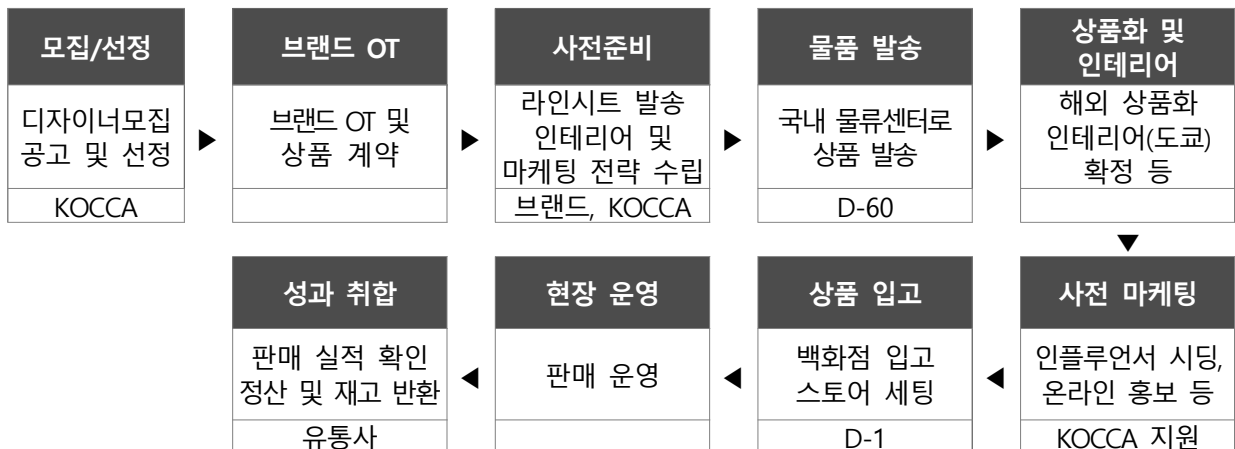 모집/선정
디자이너모집
공고 및 선정
KOCCA
▶
브랜드 OT
브랜드 OT 및
상품 계약
▶
사전준비
라인시트 발송
인테리어 및
마케팅 전략 수립
브랜드, KOCCA
▶
물품 발송
국내 물류센터로
상품 발송
D-60
▶
상품화 및
인테리어
해외 상품화
인테리어(도쿄)
확정 등
▼
사전 마케팅
인플루언서 시딩,
온라인 홍보 등
KOCCA 지원
◀
상품 입고
백화점 입고
스토어 세팅
D-1
◀
현장 운영
판매 운영
◀
성과 취합
판매 실적 확인
정산 및 재고 반환
유통사